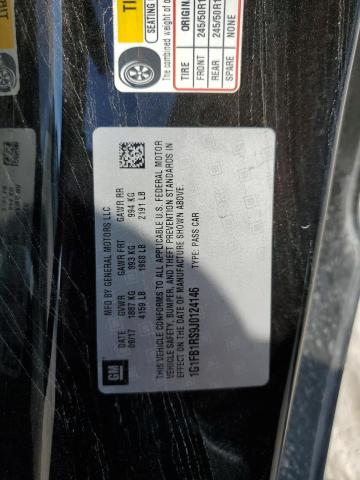 MFD BY GENERAL MOTORS LLC
DATE GVWR GAWR FRT GAWR RR
09/17 1887 KG 893 KG 994 KG
4159 LB 1968 LB 2191 LB
THIS VEHICLE CONFORMS TO ALL APPLICABLE U.S. FEDERAL MOTOR
VEHICLE SAFETY, BUMPER, AND THEFT PREVENTION STANDARDS IN
EFFECT ON THE DATE OF MANUFACTURE SHOWN ABOVE.
1G1FB1RS9J0124146 TYPE: PASS CAR
GM
SEATING
The combined weight of
TIRE ORIGIN
FRONT 245/50R1
REAR 245/50R1
SPARE NONE